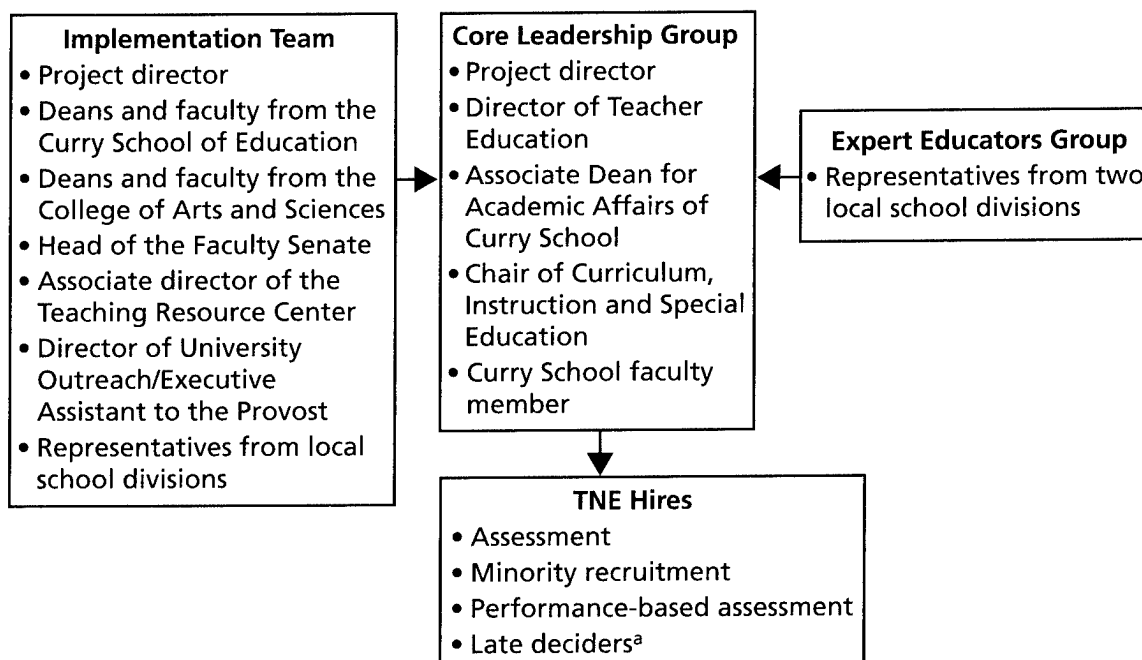 Implementation Team
• Project director
• Deans and faculty from the
Curry School of Education
• Deans and faculty from the
College of Arts and Sciences
• Head of the Faculty Senate
• Associate director of the
Teaching Resource Center
• Director of University
Outreach/Executive
Assistant to the Provost
• Representatives from local
school divisions
Core Leadership Group
• Project director
• Director of Teacher
Education
• Associate Dean for
Academic Affairs of
Curry School
• Chair of Curriculum,
Instruction and Special
Education
• Curry School faculty
member
Expert Educators Group
• Representatives from two
local school divisions
TNE Hires
• Assessment
• Minority recruitment
• Performance-based assessment
• Late decidersᵃ